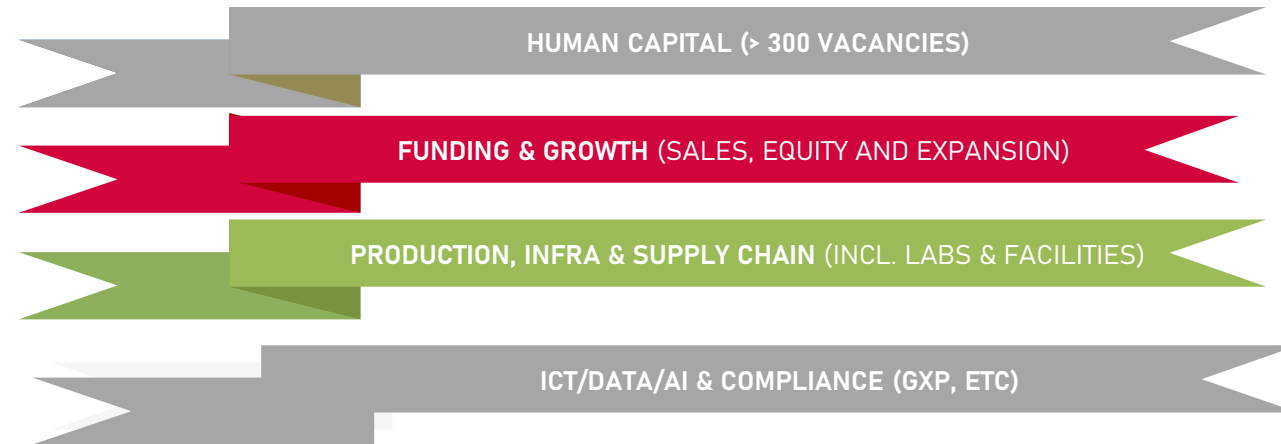 HUMAN CAPITAL (> 300 VACANCIES)
FUNDING & GROWTH (SALES, EQUITY AND EXPANSION)
PRODUCTION, INFRA & SUPPLY CHAIN (INCL. LABS & FACILITIES)
ICT/DATA/AI & COMPLIANCE (GXP, ETC)